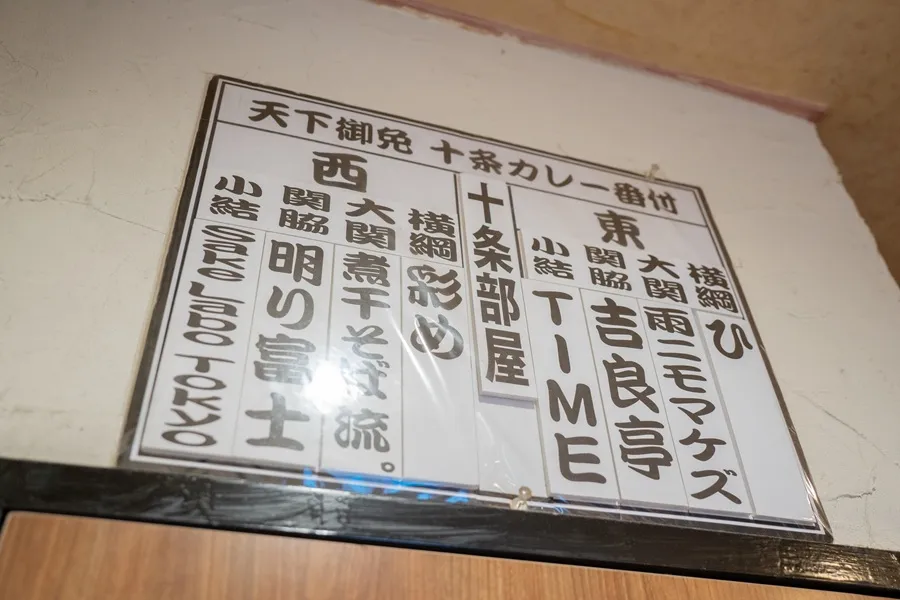 天下御免 十条カレー番付
東
横綱 ひ
大関 雨ニモマケズ
関脇 吉良亭
小結 TIME
十条部屋
西
横綱 彩め
大関 煮干そば流。
関脇 明り富士
小結 SAKE LABO TOKYO